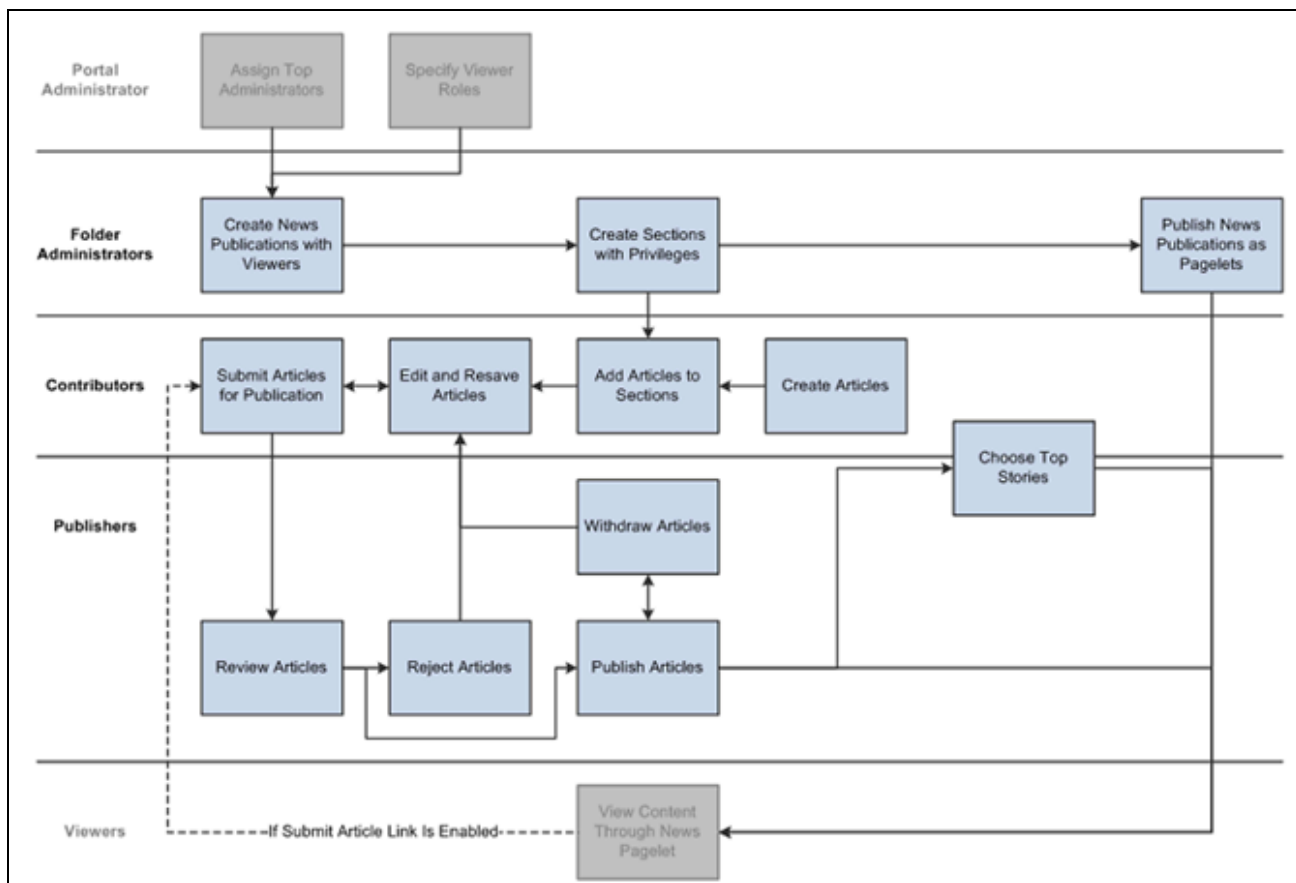 Portal
Administrator
Assign Top
Administrators
Specify Viewer
Roles
Folder
Administrators
Create News
Publications with
Viewers
Create Sections
with Privileges
Publish News
Publications as
Pagelets
Contributors
Submit Articles
for Publication
Edit and Resave
Articles
Add Articles to
Sections
Create Articles
Choose Top
Stories
Publishers
Withdraw Articles
Review Articles
Reject Articles
Publish Articles
Viewers
If Submit Article Link Is Enabled
View Content
Through News
Pagelet